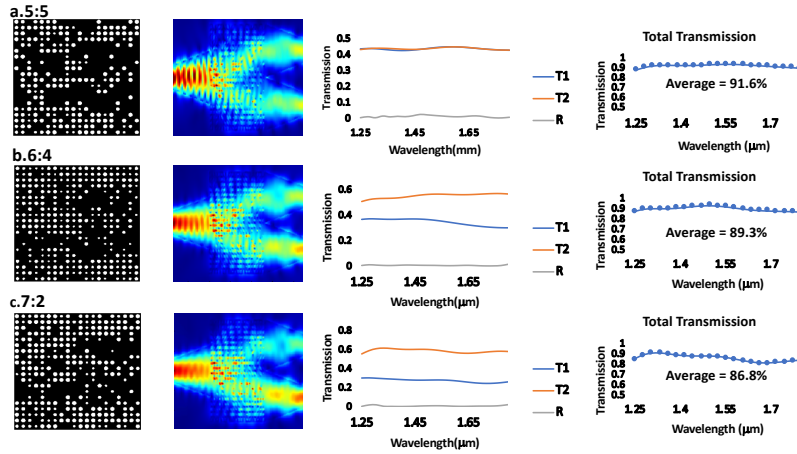 a.5:5
0.5
0.4
0.3
0.2
0.1
0
Transmission
1.25
1.45
1.65
Wavelength(mm)
T1
T2
R
Total Transmission
1
0.9
0.8
0.7
0.6
0.5
Transmission
Average = 91.6%
1.25
1.4
1.55
1.7
Wavelength (μm)
b.6:4
0.6
0.4
0.2
0
Transmission
1.25
1.45
1.65
Wavelength(μm)
T1
T2
R
Total Transmission
1
0.9
0.8
0.7
0.6
0.5
Transmission
Average = 89.3%
1.25
1.4
1.55
1.7
Wavelength (μm)
c.7:2
0.8
0.6
0.4
0.2
0
Transmission
1.25
1.45
1.65
Wavelength(μm)
T1
T2
R
Total Transmission
1
0.9
0.8
0.7
0.6
0.5
Transmission
Average = 86.8%
1.25
1.4
1.55
1.7
Wavelength (μm)